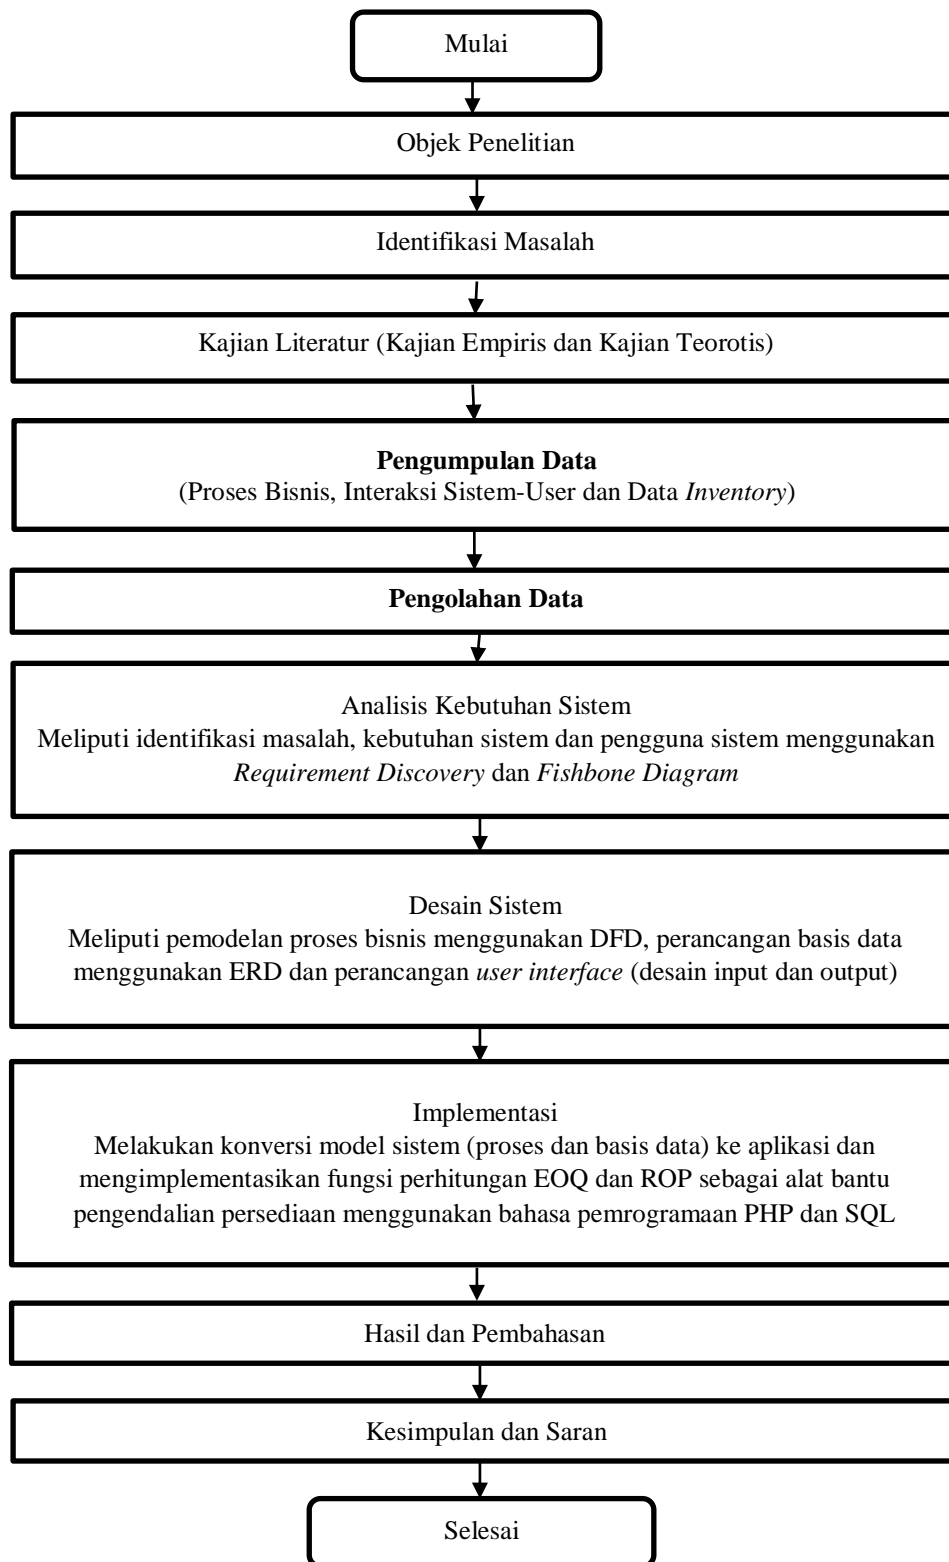 Mulai
Objek Penelitian
Identifikasi Masalah
Kajian Literatur (Kajian Empiris dan Kajian Teorotis)
Pengumpulan Data
(Proses Bisnis, Interaksi Sistem-User dan Data Inventory)
Pengolahan Data
Analisis Kebutuhan Sistem
Meliputi identifikasi masalah, kebutuhan sistem dan pengguna sistem menggunakan
Requirement Discovery dan Fishbone Diagram
Desain Sistem
Meliputi pemodelan proses bisnis menggunakan DFD, perancangan basis data
menggunakan ERD dan perancangan user interface (desain input dan output)
Implementasi
Melakukan konversi model sistem (proses dan basis data) ke aplikasi dan
mengimplementasikan fungsi perhitungan EOQ dan ROP sebagai alat bantu
pengendalian persediaan menggunakan bahasa pemrogramaan PHP dan SQL
Hasil dan Pembahasan
Kesimpulan dan Saran
Selesai